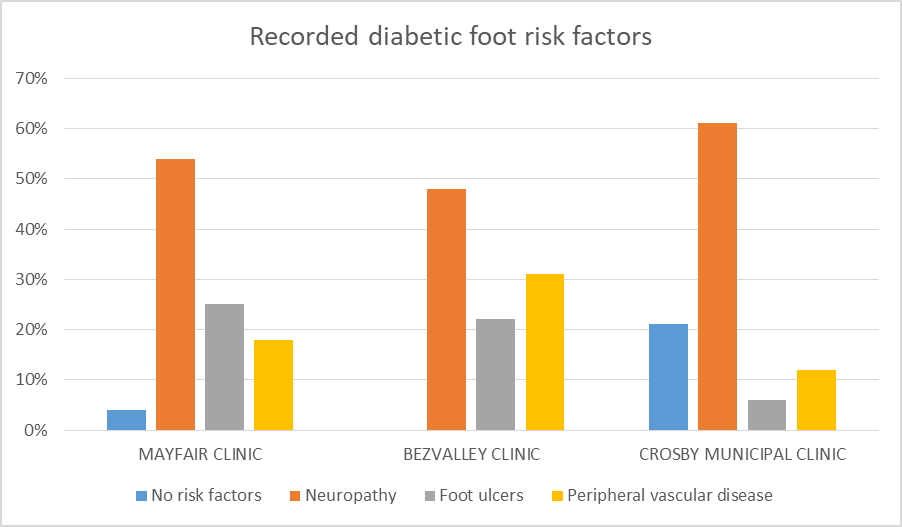 Recorded diabetic foot risk factors
70%
60%
50%
40%
30%
20%
10%
0%
MAYFAIR CLINIC BEZVALLEY CLINIC CROSBY MUNICIPAL CLINIC
No risk factors Neuropathy Foot ulcers Peripheral vascular disease